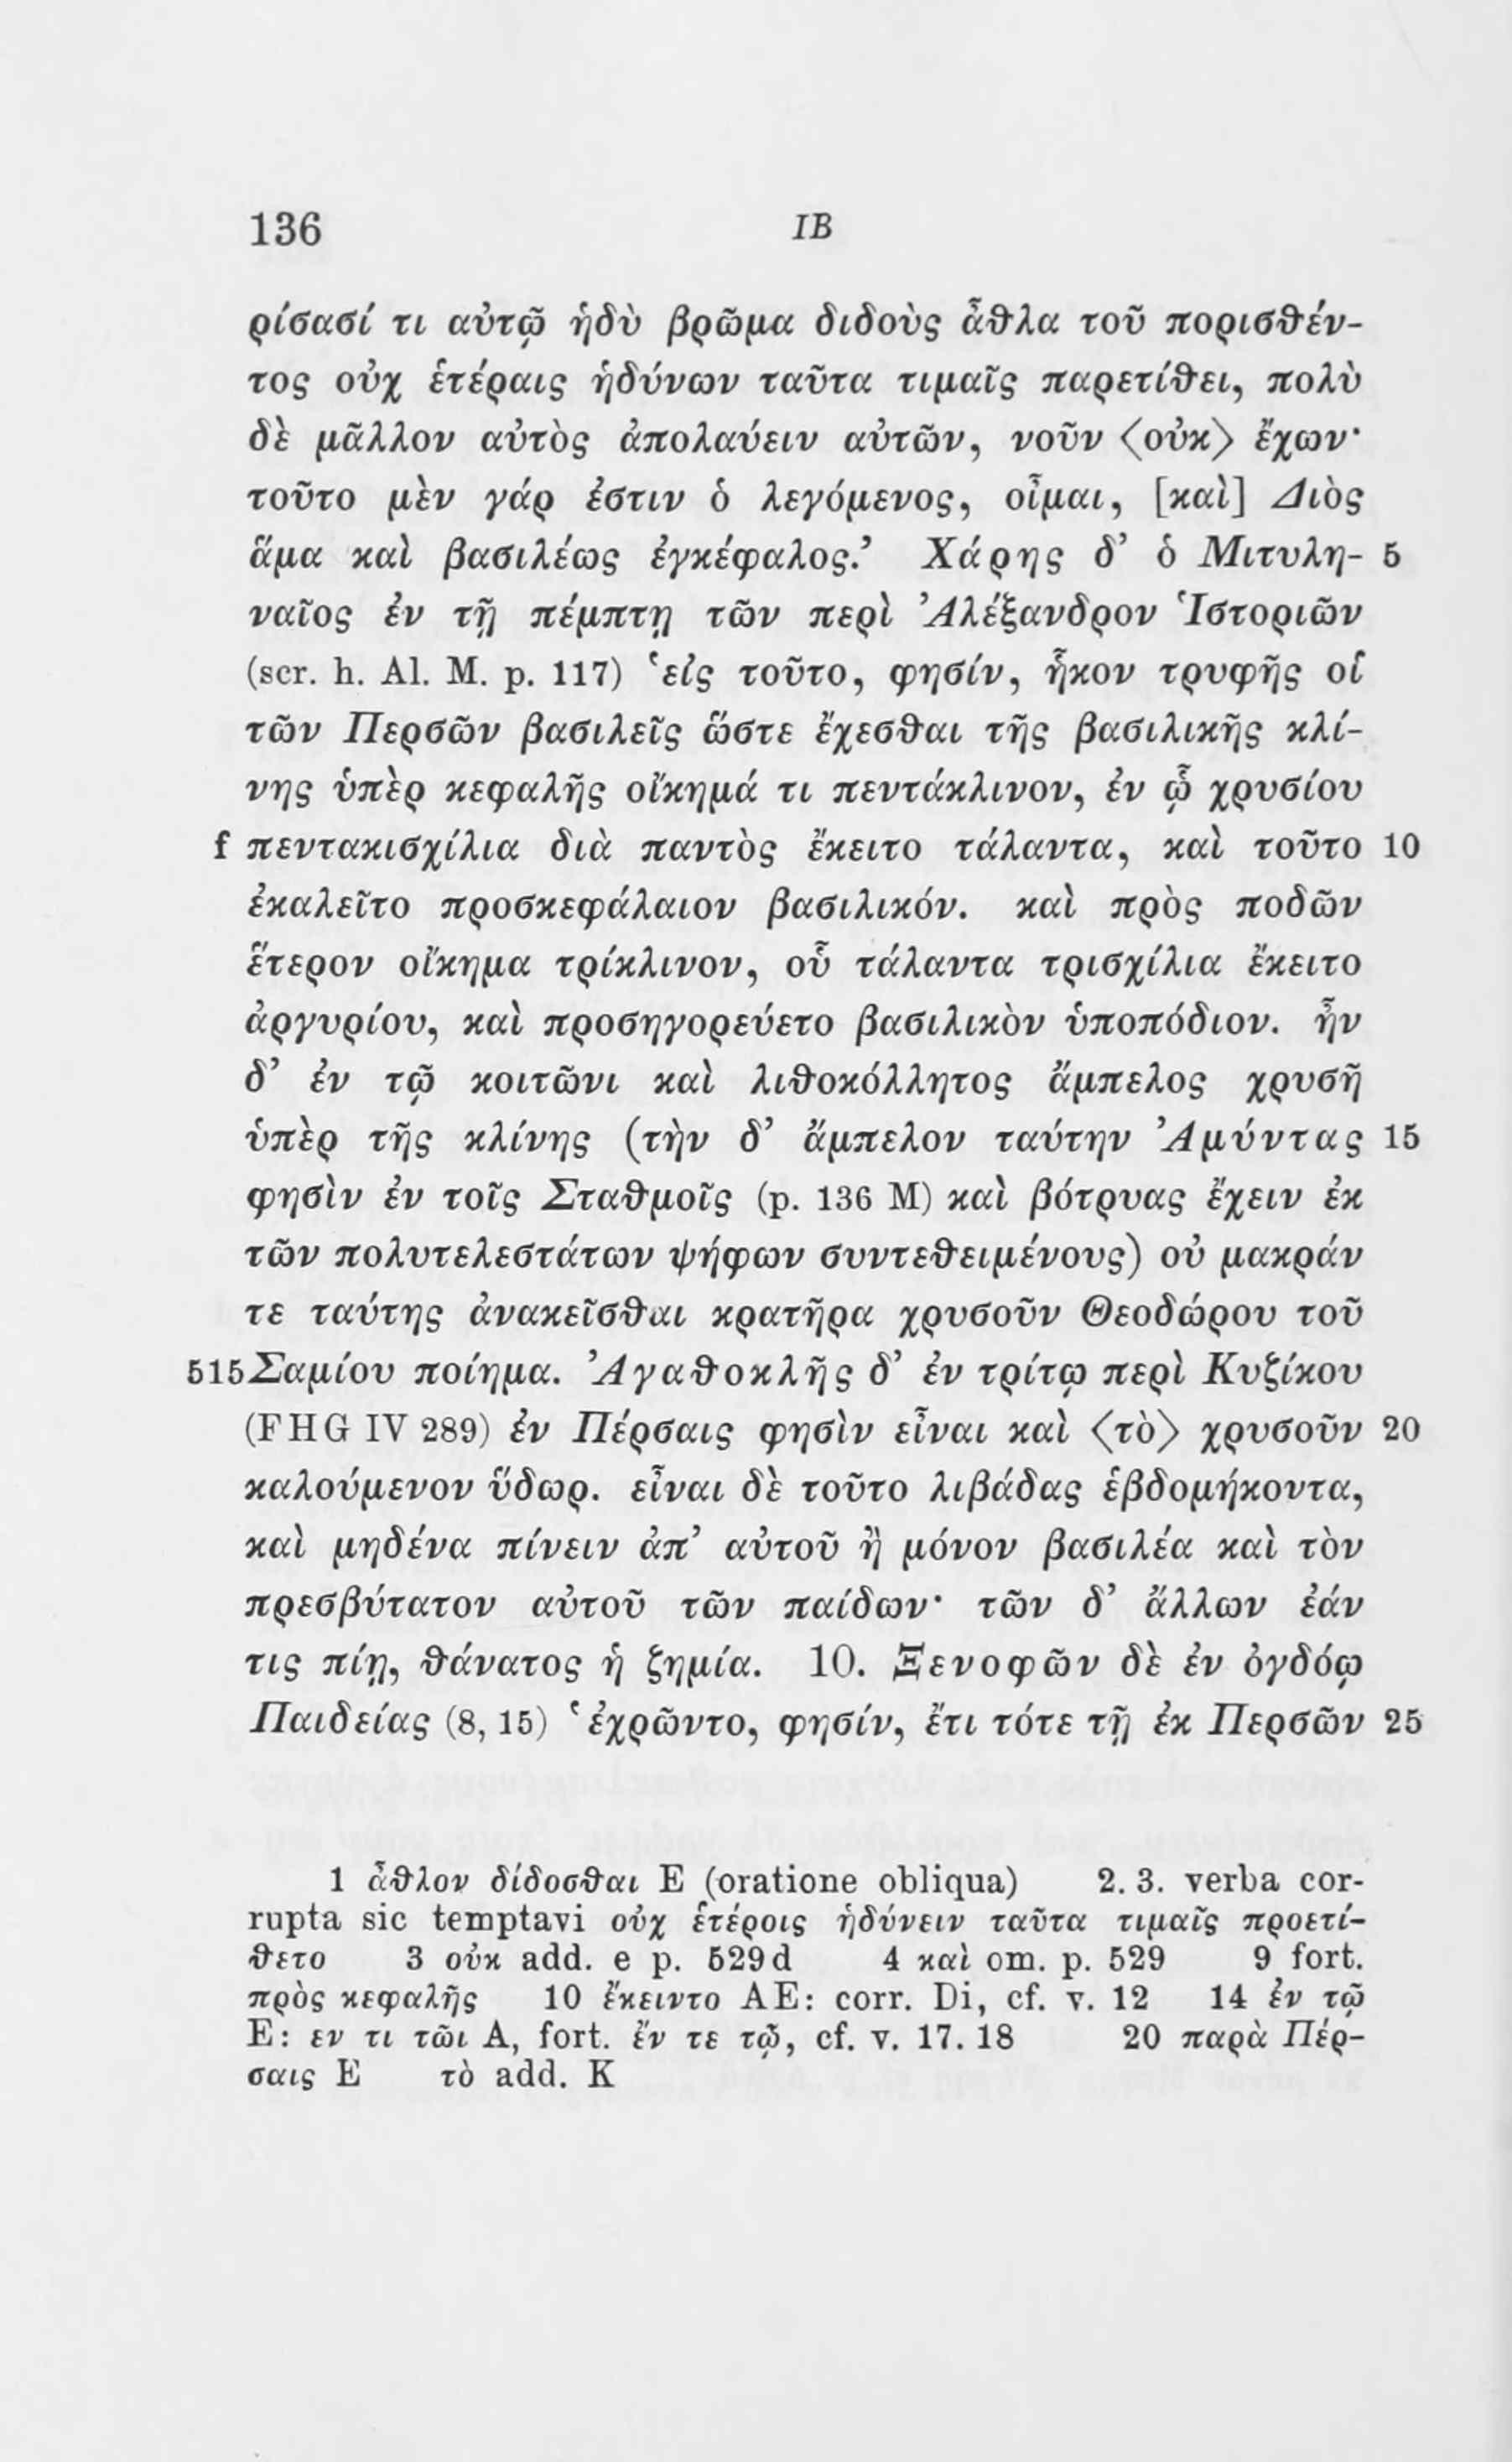 136 IB
ρίσασί τι αὐτῷ ἡδὺ βρῶμα διδοὺς ἆθλα τοῦ πορισθέν-
τος οὐχ ἑτέραις ἡδύνων ταῦτα τιμαῖς παρετίθει, πολὺ
δὲ μᾶλλον αὐτὸς ἀπολαύειν αὐτῶν, νοῦν 〈οὐκ〉 ἔχων·
τοῦτο μὲν γάρ ἐστιν ὁ λεγόμενος, οἶμαι, [καὶ] Διὸς
ἅμα καὶ βασιλέως ἐγκέφαλος.’ Χάρης δ’ ὁ Μιτυλη- 5
ναῖος ἐν τῇ πέμπτῃ τῶν περὶ Ἀλέξανδρον Ἱστοριῶν
(scr. h. Al. M. p. 117) ‘εἰς τοῦτο, φησίν, ἧκον τρυφῆς οἱ
τῶν Περσῶν βασιλεῖς ὥστε ἔχεσθαι τῆς βασιλικῆς κλί-
νης ὑπὲρ κεφαλῆς οἴκημά τι πεντάκλινον, ἐν ᾧ χρυσίου
f πεντακισχίλια διὰ παντὸς ἔκειτο τάλαντα, καὶ τοῦτο 10
ἐκαλεῖτο προσκεφάλαιον βασιλικόν. καὶ πρὸς ποδῶν
ἕτερον οἴκημα τρίκλινον, οὗ τάλαντα τρισχίλια ἔκειτο
ἀργυρίου, καὶ προσηγορεύετο βασιλικὸν ὑποπόδιον. ἦν
δ’ ἐν τῷ κοιτῶνι καὶ λιθοκόλλητος ἄμπελος χρυσῆ
ὑπὲρ τῆς κλίνης (τὴν δ’ ἄμπελον ταύτην Ἀμύντας 15
φησὶν ἐν τοῖς Σταθμοῖς (p. 136 M) καὶ βότρυας ἔχειν ἐκ
τῶν πολυτελεστάτων ψήφων συντεθειμένους) οὐ μακράν
τε ταύτης ἀνακεῖσθαι κρατῆρα χρυσοῦν Θεοδώρου τοῦ
515 Σαμίου ποίημα. Ἀγαθοκλῆς δ’ ἐν τρίτῳ περὶ Κυζίκου
(FHG IV 289) ἐν Πέρσαις φησὶν εἶναι καὶ 〈τὸ〉 χρυσοῦν 20
καλούμενον ὕδωρ. εἶναι δὲ τοῦτο λιβάδας ἑβδομήκοντα,
καὶ μηδένα πίνειν ἀπ’ αὐτοῦ ἢ μόνον βασιλέα καὶ τὸν
πρεσβύτατον αὐτοῦ τῶν παίδων· τῶν δ’ ἄλλων ἐάν
τις πίῃ, θάνατος ἡ ζημία. 10. Ξενοφῶν δὲ ἐν ὀγδόῳ
Παιδείας (8, 15) ‘ἐχρῶντο, φησίν, ἔτι τότε τῇ ἐκ Περσῶν 25
1 ἆθλον δίδοσθαι E (oratione obliqua) 2. 3. verba cor-
rupta sic temptavi οὐχ ἑτέροις ἡδύνειν ταῦτα τιμαῖς προετί-
θετο 3 οὐκ add. e p. 529d 4 καὶ om. p. 529 9 fort.
πρὸς κεφαλῆς 10 ἔκειντο AE: corr. Di, cf. v. 12 14 ἐν τῷ
E: εν τι τῶι A, fort. ἔν τε τῷ, cf. v. 17. 18 20 παρὰ Πέρ-
σαις E τὸ add. K